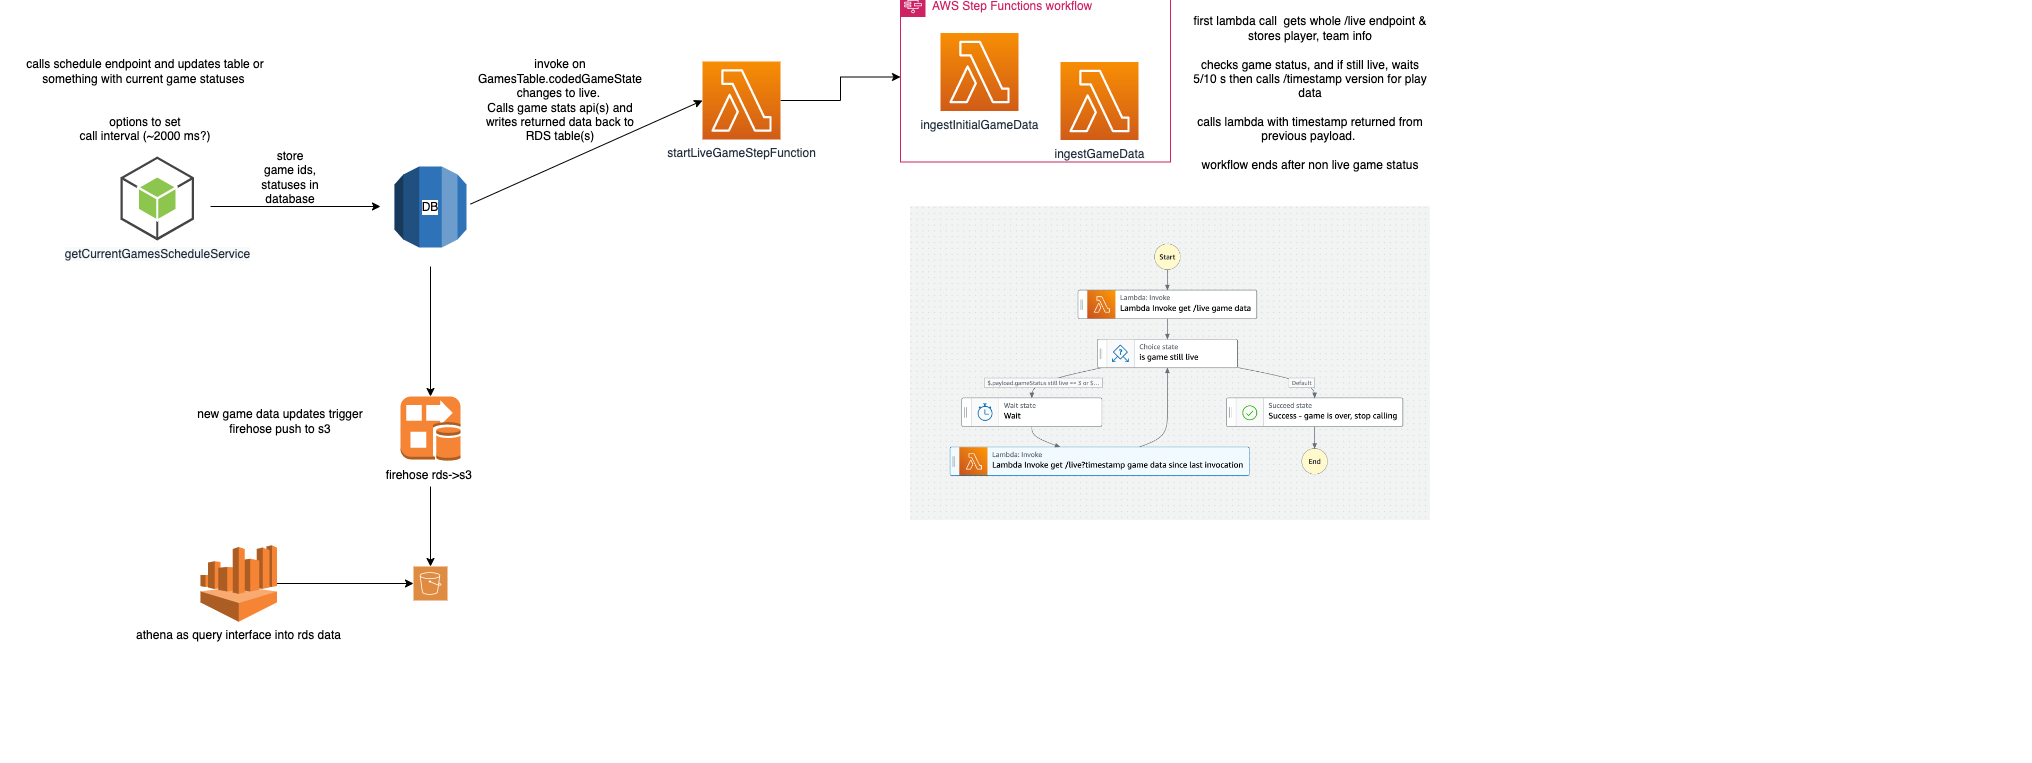 calls schedule endpoint and updates table or
something with current game statuses
options to set
call interval (~2000 ms?)
getCurrentGamesScheduleService
store
game ids,
statuses in
database
DB
invoke on
GamesTable.codedGameState
changes to live.
Calls game stats api(s) and
writes returned data back to
RDS table(s)
startLiveGameStepFunction
AWS Step Functions workflow
ingestInitialGameData
ingestGameData
first lambda call gets whole /live endpoint &
stores player, team info
checks game status, and if still live, waits
5/10 s then calls /timestamp version for play
data
calls lambda with timestamp returned from
previous payload.
workflow ends after non live game status
Start
Lambda: Invoke
Lambda Invoke get /live game data
Choice state
is game still live
$.payload.gameStatus still live == 3 or $...
Default
Wait state
Wait
Succeed state
Success - game is over, stop calling
Lambda: Invoke
Lambda Invoke get /live?timestamp game data since last invocation
End
new game data updates trigger
firehose push to s3
firehose rds->s3
athena as query interface into rds data